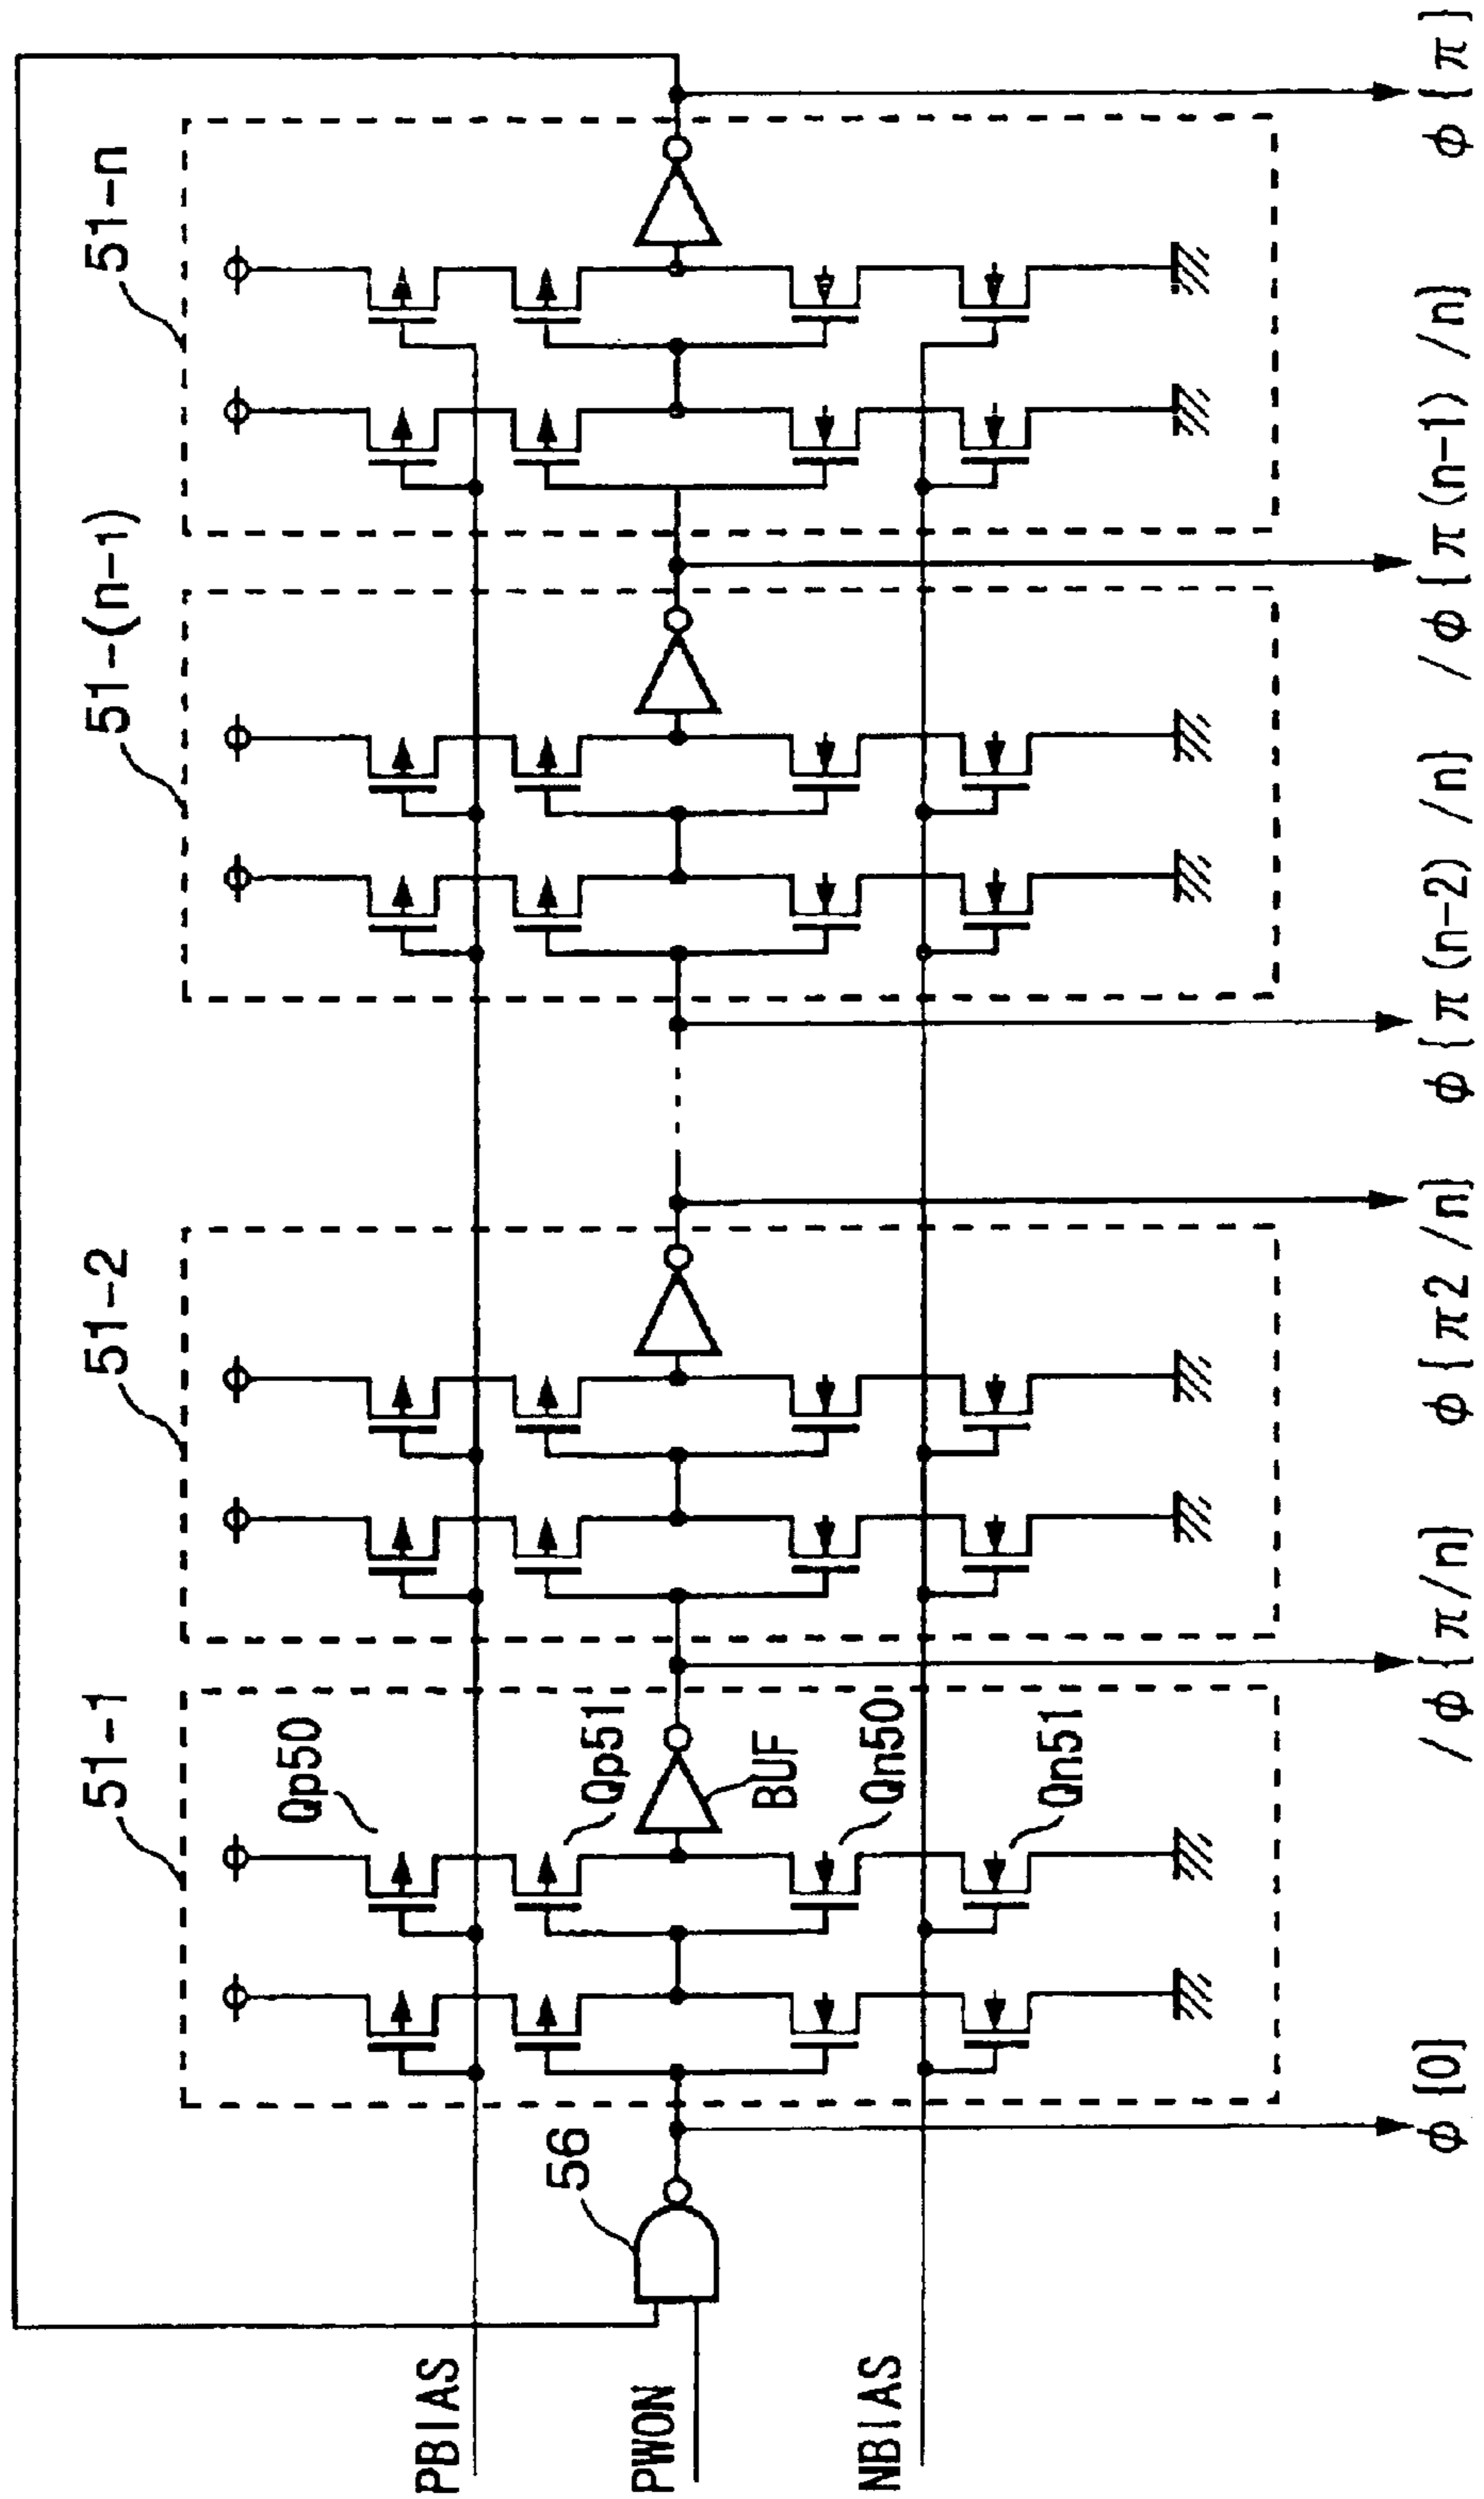 51-1
51-2
51-(n-1)
51-n
Qp50
Qp51
BUF
Qn50
Qn51
56
PBIAS
PWON
NBIAS
φ{0}
/φ{π/n}
φ{π2/n}
φ{π(n-2)/n}
/φ{π(n-1)/n}
φ{π}